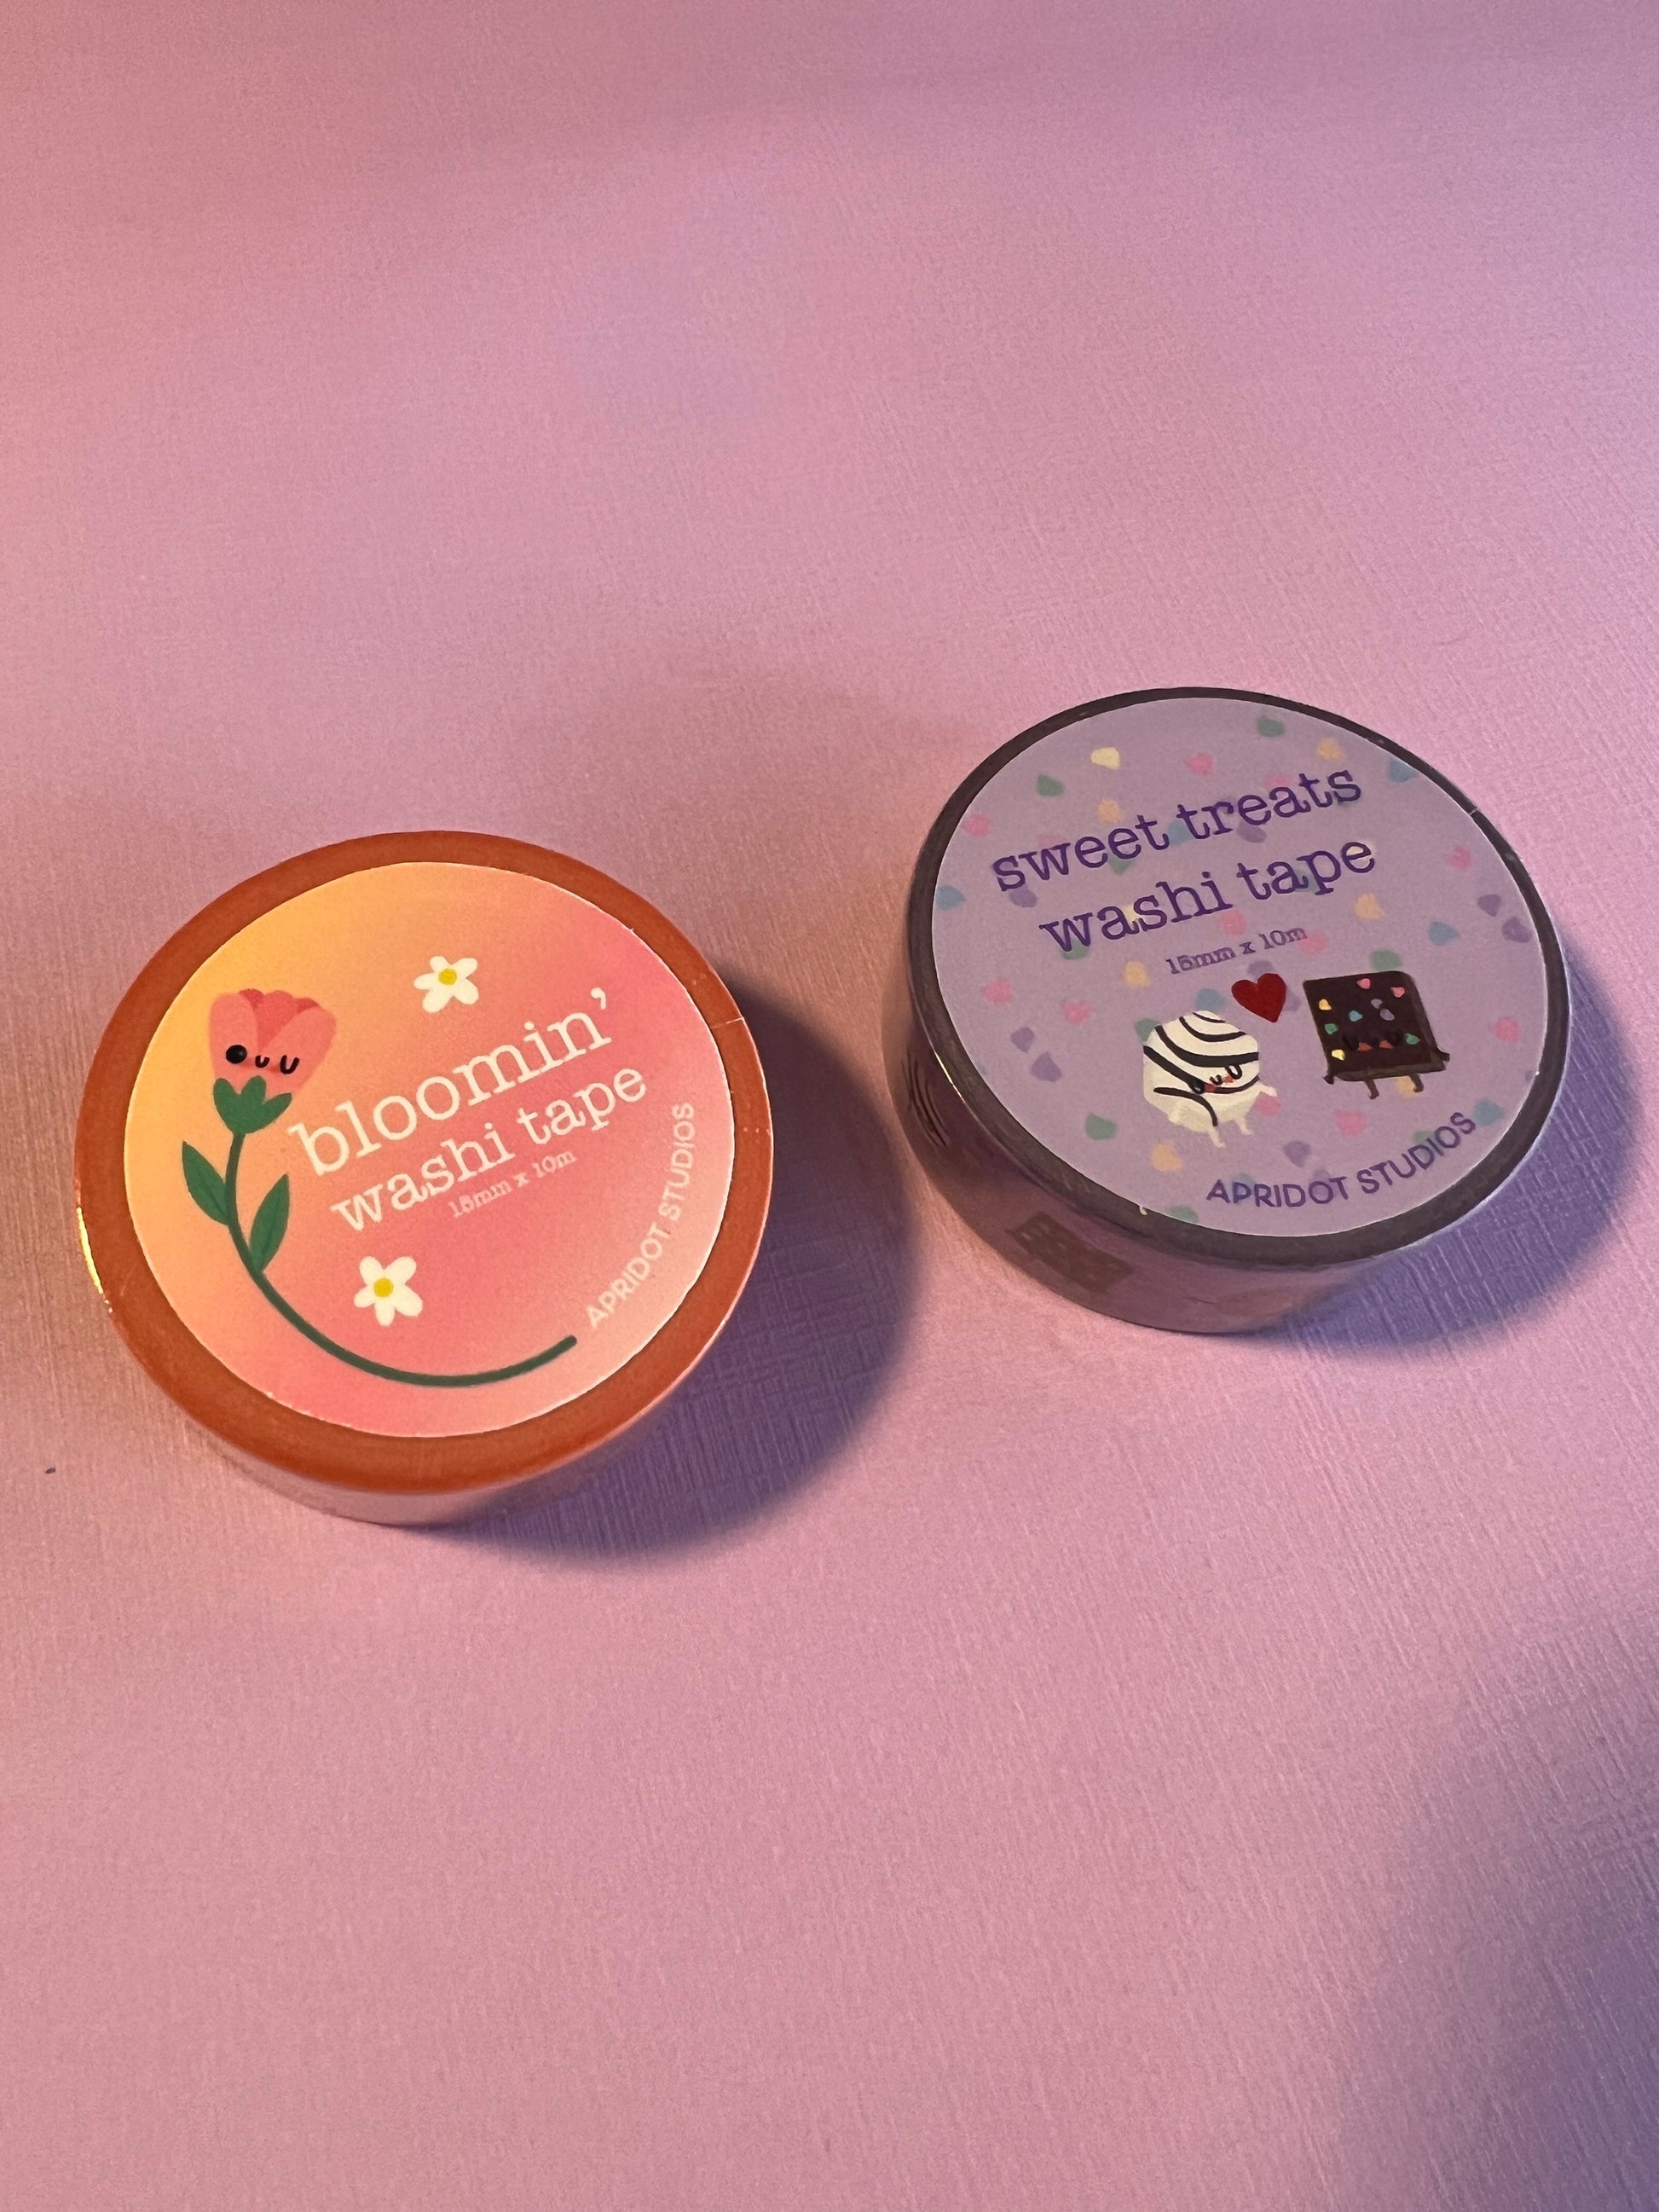 bloomin’
washi tape
15mm x 10m
APRIDOT STUDIOS
sweet treats
washi tape
15mm x 10m
APRIDOT STUDIOS